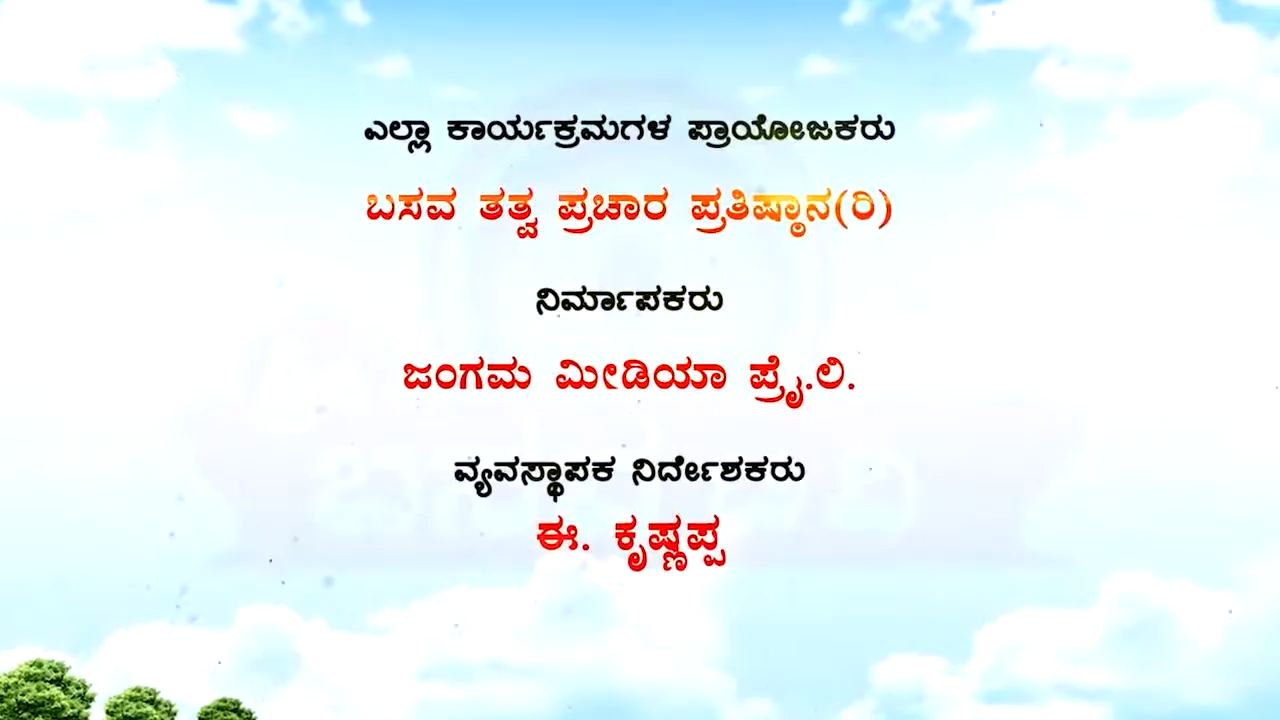 ಎಲ್ಲಾ ಕಾರ್ಯಕ್ರಮಗಳ ಪ್ರಾಯೋಜಕರು
ಬಸವ ತತ್ವ ಪ್ರಚಾರ ಪ್ರತಿಷ್ಠಾನ(ರಿ)
ನಿರ್ಮಾಪಕರು
ಜಂಗಮ ಮೀಡಿಯಾ ಪ್ರೈ.ಲಿ.
ವ್ಯವಸ್ಥಾಪಕ ನಿರ್ದೇಶಕರು
ಈ. ಕೃಷ್ಣಪ್ಪ